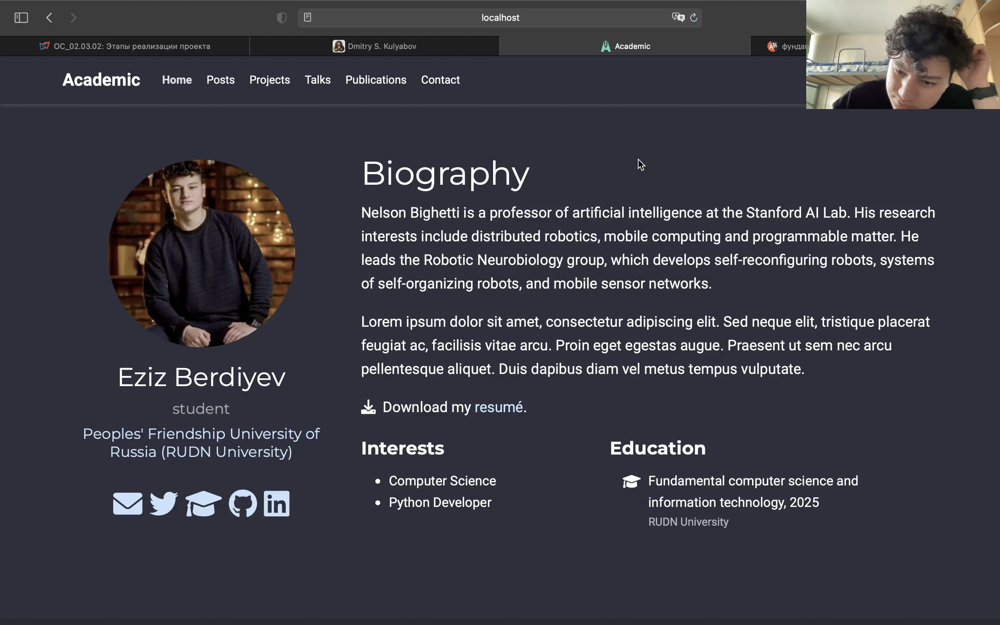 localhost
ОС_02.03.02: Этапы реализации проекта
Dmitry S. Kulyabov
Academic
Academic
Home
Posts
Projects
Talks
Publications
Contact
Biography
Nelson Bighetti is a professor of artificial intelligence at the Stanford AI Lab. His research
interests include distributed robotics, mobile computing and programmable matter. He
leads the Robotic Neurobiology group, which develops self-reconfiguring robots, systems
of self-organizing robots, and mobile sensor networks.
Lorem ipsum dolor sit amet, consectetur adipiscing elit. Sed neque elit, tristique placerat
feugiat ac, facilisis vitae arcu. Proin eget egestas augue. Praesent ut sem nec arcu
pellentesque aliquet. Duis dapibus diam vel metus tempus vulputate.
Download my resumé.
Eziz Berdiyev
student
Peoples' Friendship University of
Russia (RUDN University)
Interests
Computer Science
Python Developer
Education
Fundamental computer science and
information technology, 2025
RUDN University